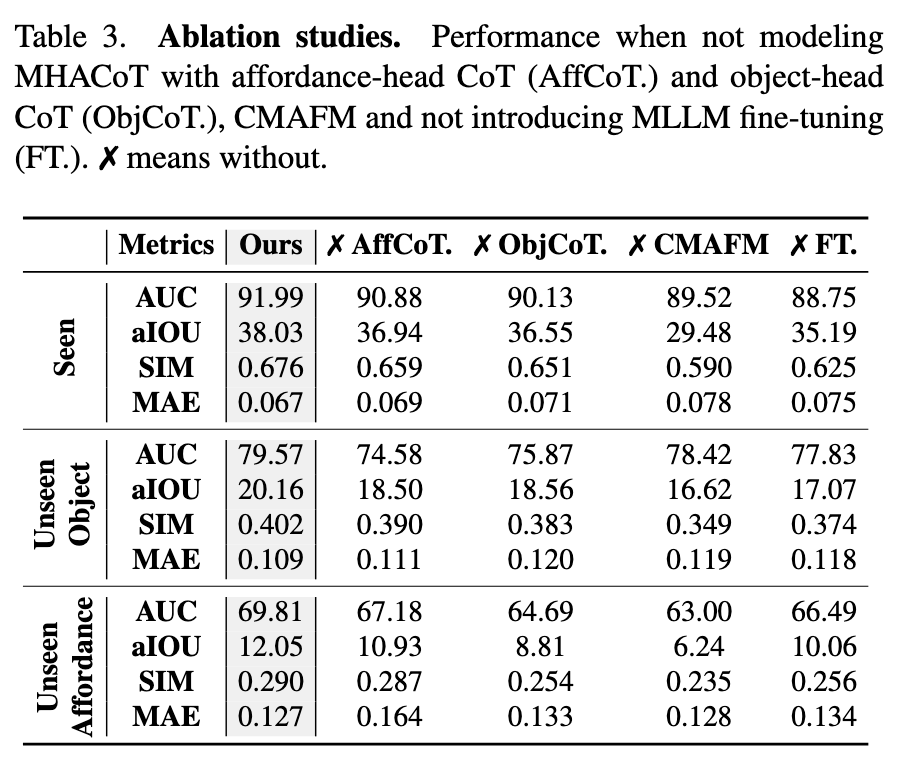 Table 3. Ablation studies. Performance when not modeling
MHACoT with affordance-head CoT (AffCoT.) and object-head
CoT (ObjCoT.), CMAFM and not introducing MLLM fine-tuning
(FT.). ✗ means without.
Metrics Ours ✗ AffCoT. ✗ ObjCoT. ✗ CMAFM ✗ FT.
Seen
AUC 91.99 90.88 90.13 89.52 88.75
aIOU 38.03 36.94 36.55 29.48 35.19
SIM 0.676 0.659 0.651 0.590 0.625
MAE 0.067 0.069 0.071 0.078 0.075
Unseen
Object
AUC 79.57 74.58 75.87 78.42 77.83
aIOU 20.16 18.50 18.56 16.62 17.07
SIM 0.402 0.390 0.383 0.349 0.374
MAE 0.109 0.111 0.120 0.119 0.118
Unseen
Affordance
AUC 69.81 67.18 64.69 63.00 66.49
aIOU 12.05 10.93 8.81 6.24 10.06
SIM 0.290 0.287 0.254 0.235 0.256
MAE 0.127 0.164 0.133 0.128 0.134